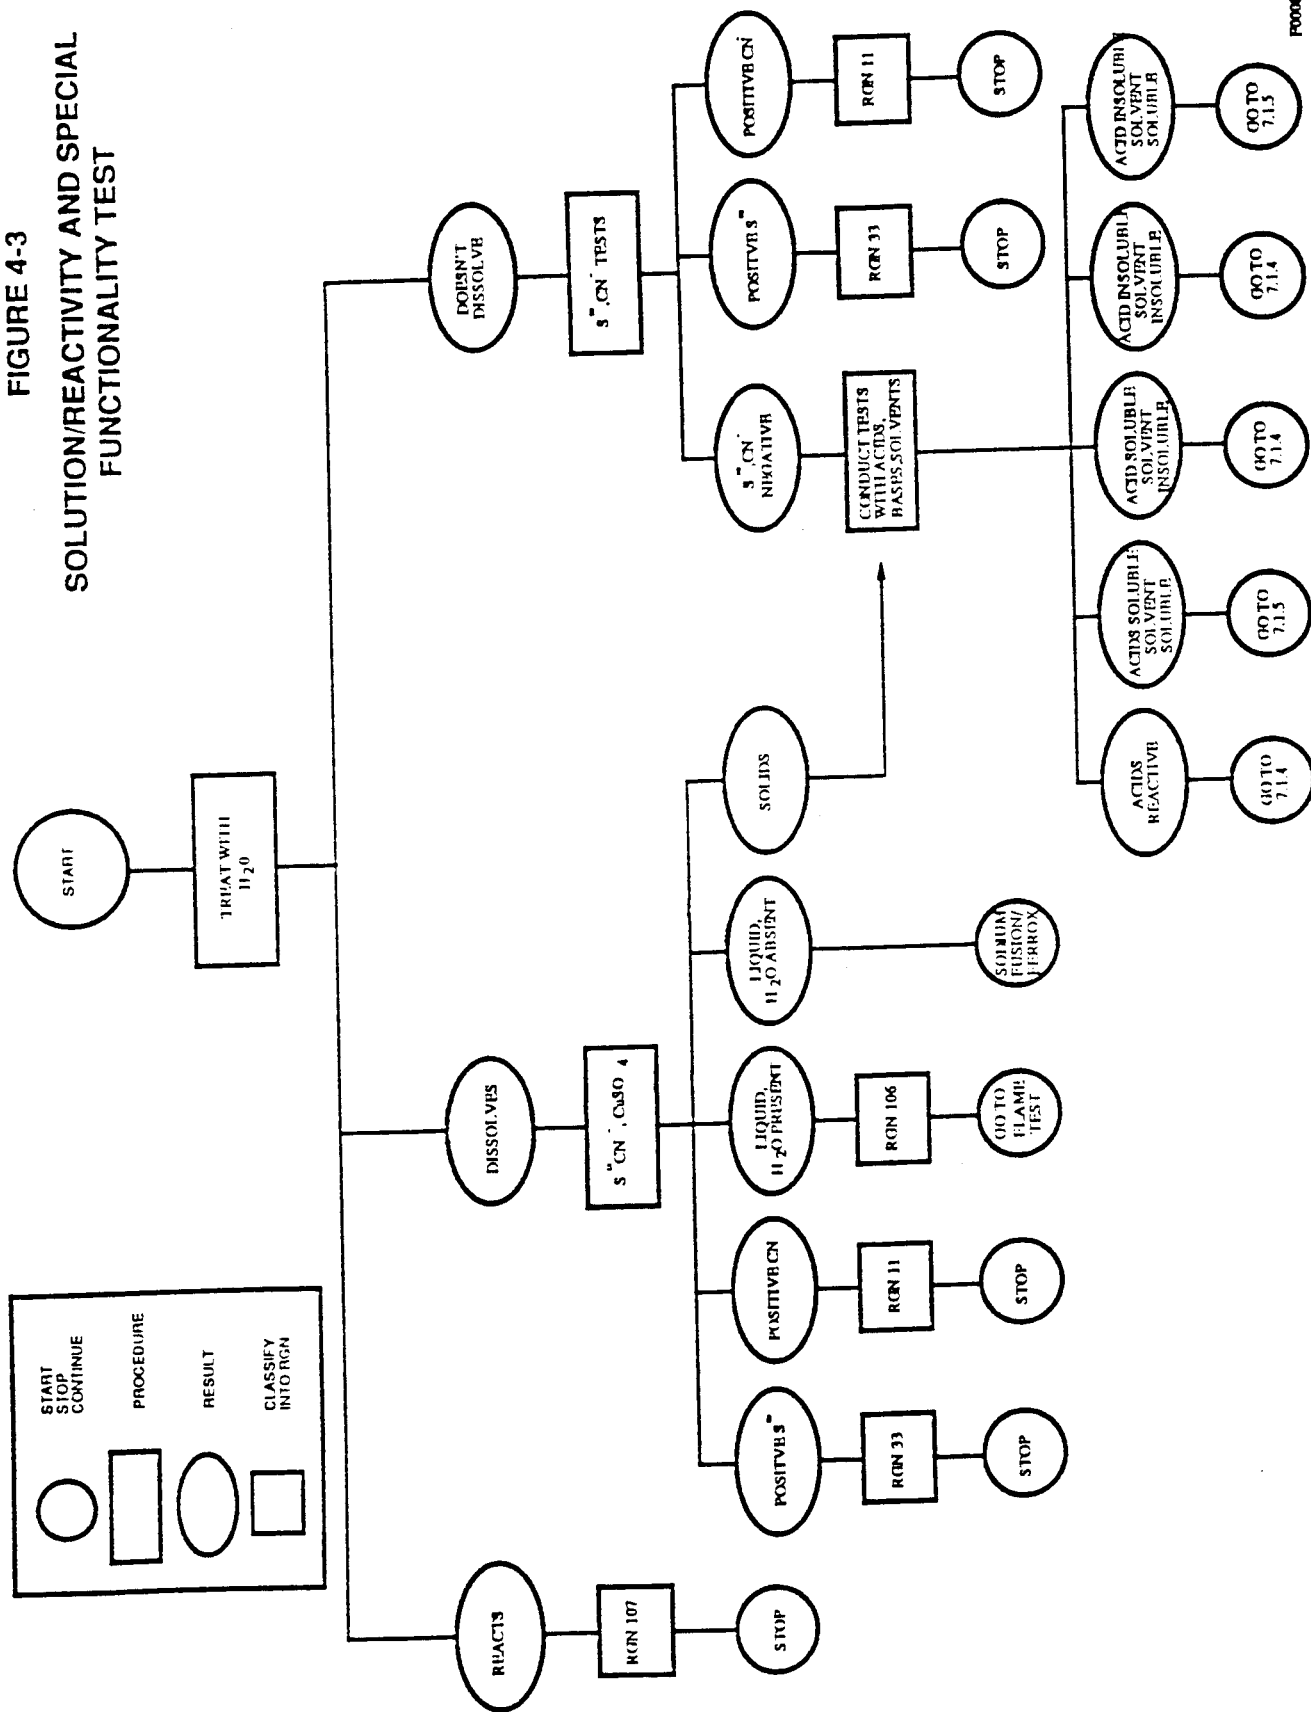 FIGURE 4-3
SOLUTION/REACTIVITY AND SPECIAL
FUNCTIONALITY TEST
START
STOP
CONTINUE
PROCEDURE
RESULT
CLASSIFY
INTO RGN
START
TREAT WITH
H2O
REACTS
DISSOLVES
DOESN'T
DISSOLVE
RGN 107
STOP
S=CN-, CuSO4
S=,CN- TESTS
POSITIVE S=
POSITIVE CN
LIQUID,
H2O PRESENT
LIQUID,
H2O ABSENT
SOLIDS
RGN 33
RGN 11
RGN 106
STOP
STOP
GO TO
FLAME
TEST
SODIUM
FUSION/
FERROX
S=,CN-
NEGATIVE
POSITIVE S=
POSITIVE CN-
CONDUCT TESTS
WITH ACIDS,
BASES,SOLVENTS
RGN 33
RGN 11
STOP
STOP
ACIDS
REACTIVE
ACIDS SOLUBLE
SOLVENT
SOLUBLE
ACID SOLUBLE
SOLVENT
INSOLUBLE
ACID INSOLUBLE
SOLVENT
INSOLUBLE
ACID INSOLUBLE
SOLVENT
SOLUBLE
GO TO
7.1.4
GO TO
7.1.5
GO TO
7.1.4
GO TO
7.1.4
GO TO
7.1.5